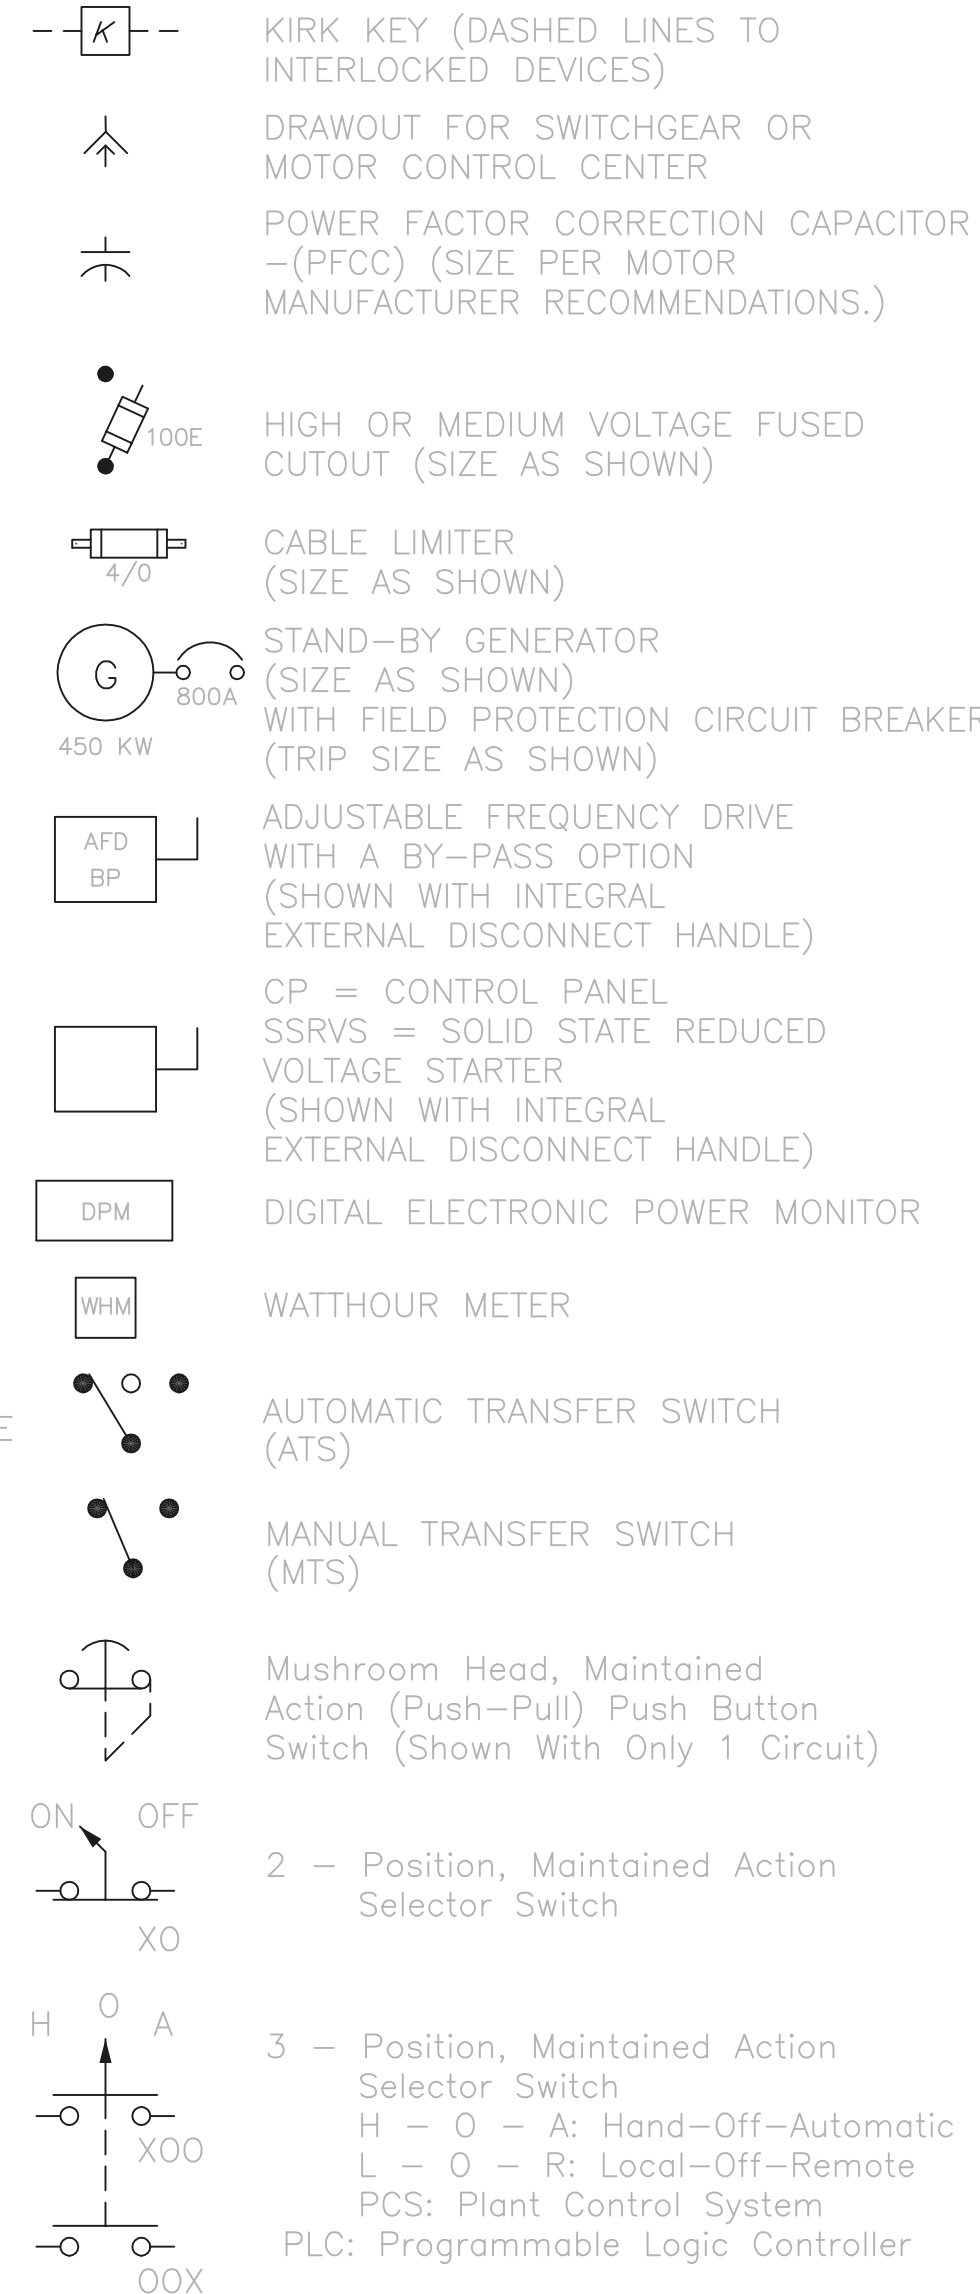 K
KIRK KEY (DASHED LINES TO
INTERLOCKED DEVICES)
DRAWOUT FOR SWITCHGEAR OR
MOTOR CONTROL CENTER
POWER FACTOR CORRECTION CAPACITOR
-(PFCC) (SIZE PER MOTOR
MANUFACTURER RECOMMENDATIONS.)
100E
HIGH OR MEDIUM VOLTAGE FUSED
CUTOUT (SIZE AS SHOWN)
4/0
CABLE LIMITER
(SIZE AS SHOWN)
G
800A
450 KW
STAND-BY GENERATOR
(SIZE AS SHOWN)
WITH FIELD PROTECTION CIRCUIT BREAKER
(TRIP SIZE AS SHOWN)
AFD
BP
ADJUSTABLE FREQUENCY DRIVE
WITH A BY-PASS OPTION
(SHOWN WITH INTEGRAL
EXTERNAL DISCONNECT HANDLE)
CP = CONTROL PANEL
SSRVS = SOLID STATE REDUCED
VOLTAGE STARTER
(SHOWN WITH INTEGRAL
EXTERNAL DISCONNECT HANDLE)
DPM
DIGITAL ELECTRONIC POWER MONITOR
WHM
WATTHOUR METER
E
AUTOMATIC TRANSFER SWITCH
(ATS)
MANUAL TRANSFER SWITCH
(MTS)
Mushroom Head, Maintained
Action (Push-Pull) Push Button
Switch (Shown With Only 1 Circuit)
ON OFF
XO
2 - Position, Maintained Action
Selector Switch
H O A
XOO
OOX
3 - Position, Maintained Action
Selector Switch
H - O - A: Hand-Off-Automatic
L - O - R: Local-Off-Remote
PCS: Plant Control System
PLC: Programmable Logic Controller